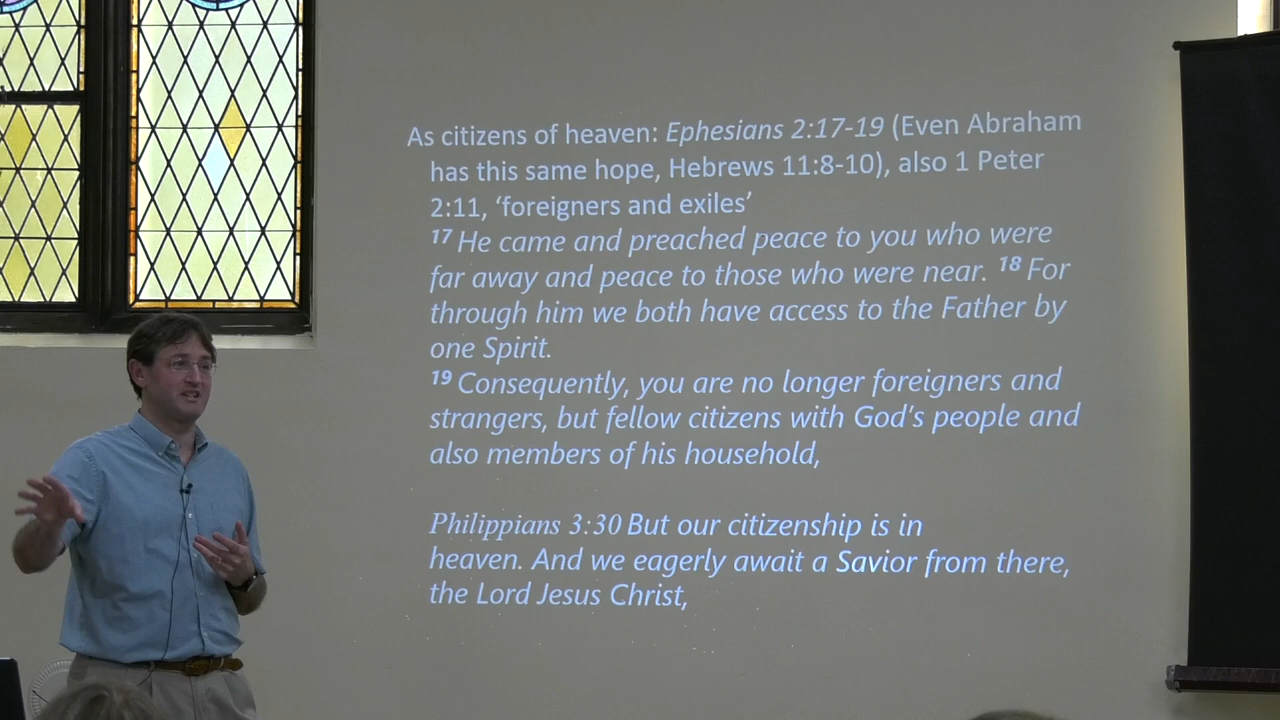 As citizens of heaven: Ephesians 2:17-19 (Even Abraham
has this same hope, Hebrews 11:8-10), also 1 Peter
2:11, ‘foreigners and exiles’
17 He came and preached peace to you who were
far away and peace to those who were near. 18 For
through him we both have access to the Father by
one Spirit.
19 Consequently, you are no longer foreigners and
strangers, but fellow citizens with God's people and
also members of his household,
Philippians 3:30 But our citizenship is in
heaven. And we eagerly await a Savior from there,
the Lord Jesus Christ,